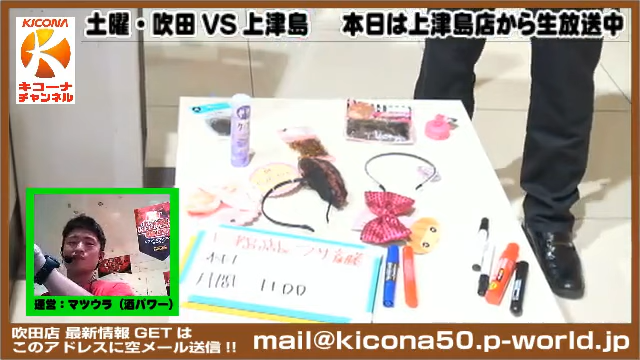 KICONA
キコーナ
チャンネル
土曜・吹田 VS 上津島 本日は上津島店から生放送中
運営：マツウラ（酒パワー）
吹田店 最新情報 GET は
このアドレスに空メール送信 !!
mail@kicona50.p-world.jp